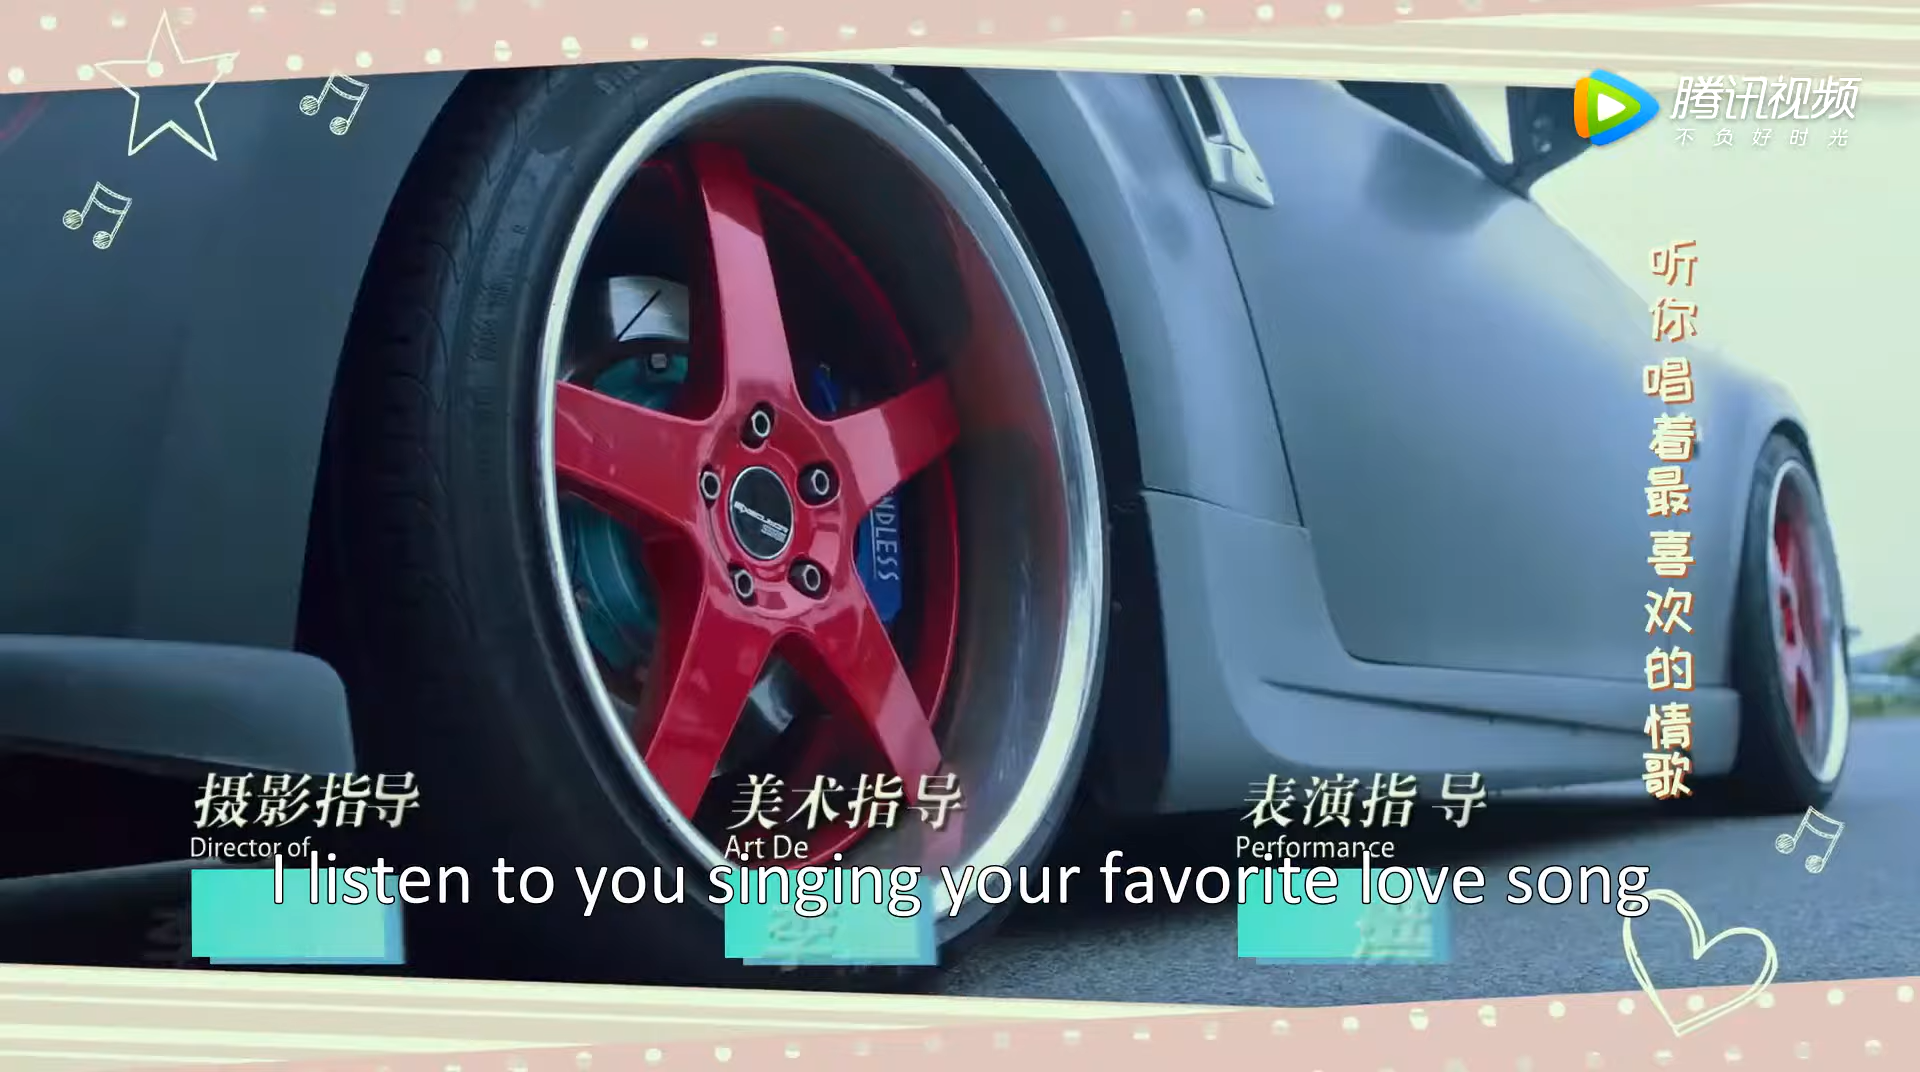 腾讯视频
不负好时光
听你唱着最喜欢的情歌
NDLESS
摄影指导
美术指导
表演指导
Director of
Art De
Performance
I listen to you singing your favorite love song